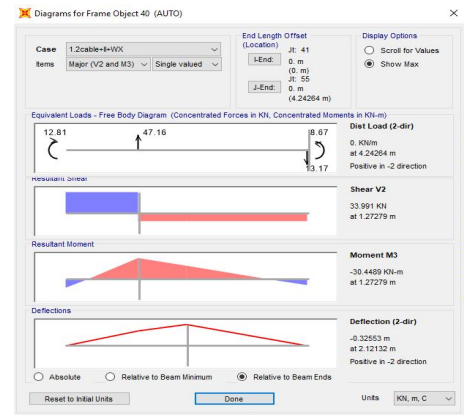 Diagrams for Frame Object 40 (AUTO)
Case 1.2cable+ll+WX
Items Major (V2 and M3) Single valued
End Length Offset
(Location)
I-End: Jt: 41
0. m
(0. m)
J-End: Jt: 55
0. m
(4.24264 m)
Display Options
Scroll for Values
Show Max
Equivalent Loads - Free Body Diagram (Concentrated Forces in KN, Concentrated Moments in KN-m)
12.81 47.16 8.67
13.17
Dist Load (2-dir)
0. KN/m
at 4.24264 m
Positive in -2 direction
Resultant Shear
Shear V2
33.991 KN
at 1.27279 m
Resultant Moment
Moment M3
-30.4489 KN-m
at 1.27279 m
Deflections
Deflection (2-dir)
-0.32553 m
at 2.12132 m
Positive in -2 direction
Absolute Relative to Beam Minimum Relative to Beam Ends
Reset to Initial Units Done Units KN, m, C